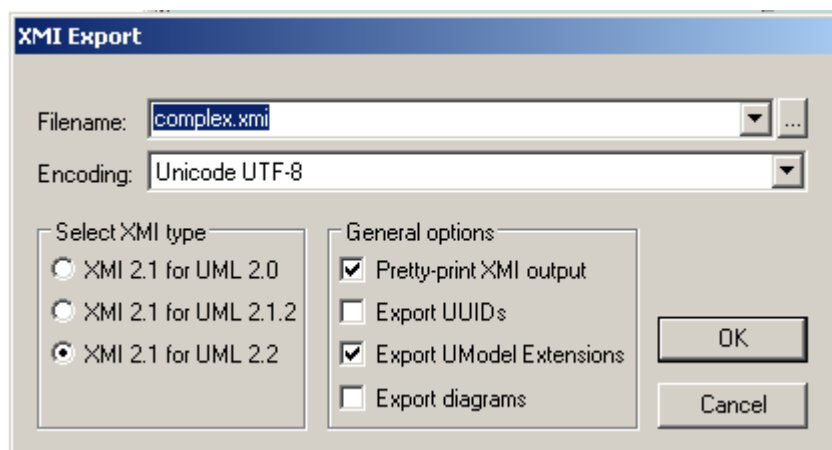 XMI Export
Filename: complex.xmi ...
Encoding: Unicode UTF-8
Select XMI type
XMI 2.1 for UML 2.0
XMI 2.1 for UML 2.1.2
XMI 2.1 for UML 2.2
General options
Pretty-print XMI output
Export UUIDs
Export UModel Extensions
Export diagrams
OK
Cancel